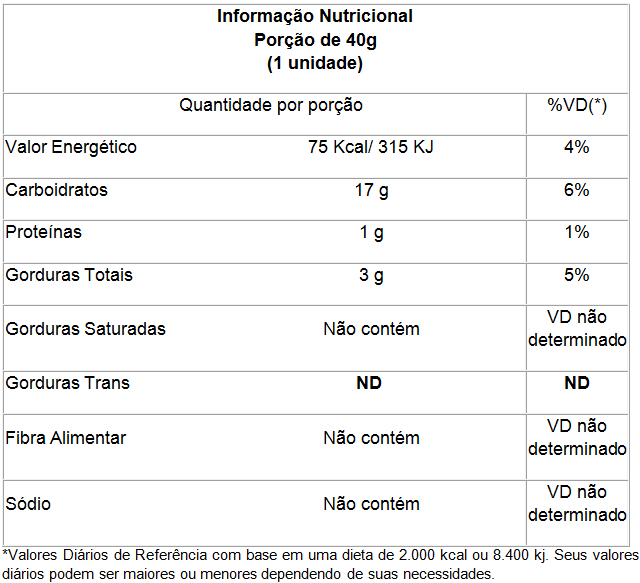 Informação Nutricional
Porção de 40g
(1 unidade)
Quantidade por porção %VD(*)
Valor Energético 75 Kcal/ 315 KJ 4%
Carboidratos 17 g 6%
Proteínas 1 g 1%
Gorduras Totais 3 g 5%
Gorduras Saturadas Não contém VD não determinado
Gorduras Trans ND ND
Fibra Alimentar Não contém VD não determinado
Sódio Não contém VD não determinado
*Valores Diários de Referência com base em uma dieta de 2.000 kcal ou 8.400 kj. Seus valores
diários podem ser maiores ou menores dependendo de suas necessidades.